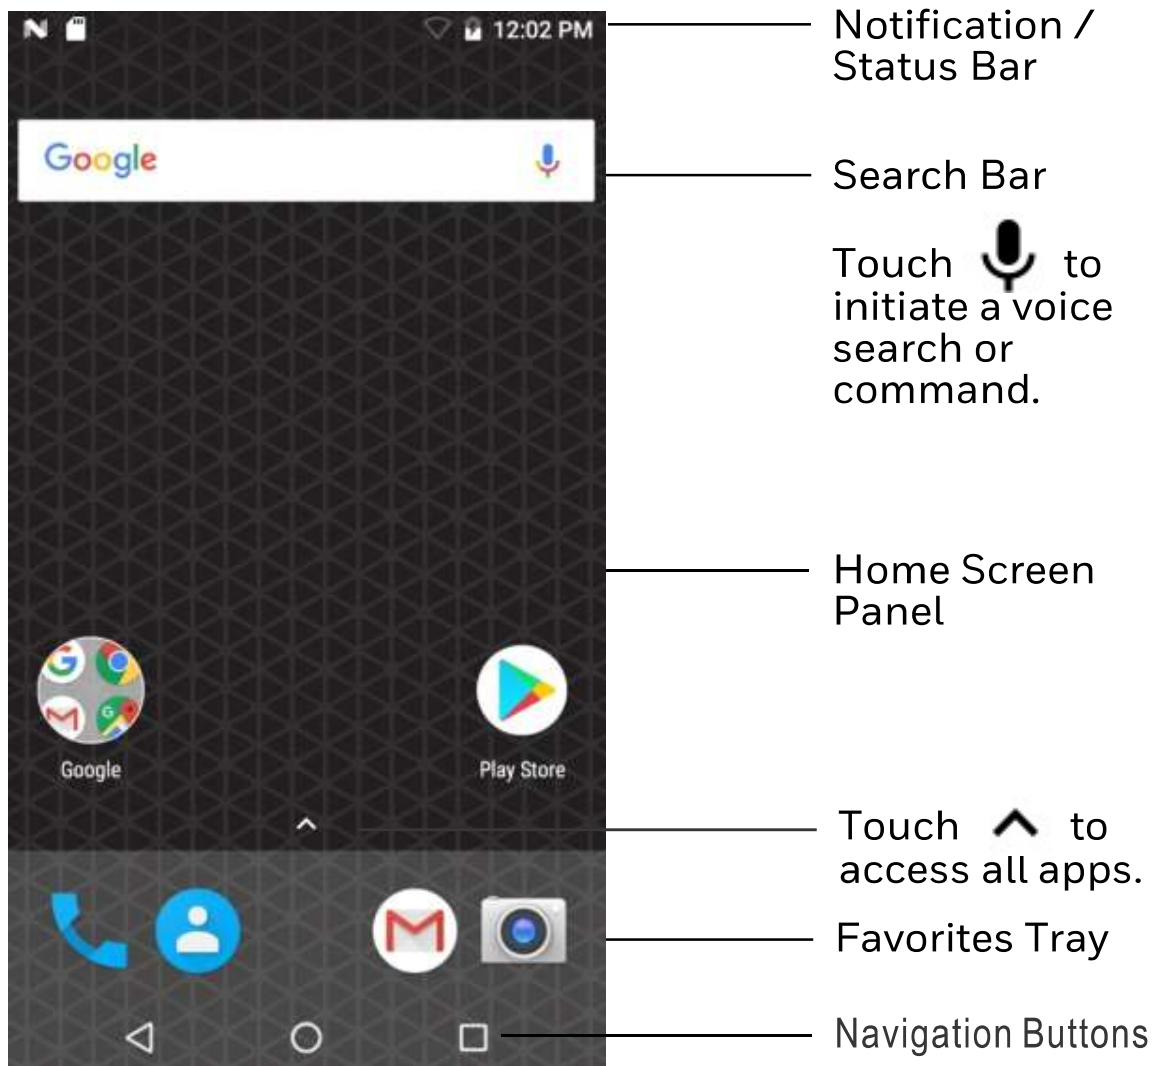 12:02 PM
Notification /
Status Bar
Google
Search Bar
Touch to
initiate a voice
search or
command.
Home Screen
Panel
Google
Play Store
Touch to
access all apps.
Favorites Tray
Navigation Buttons